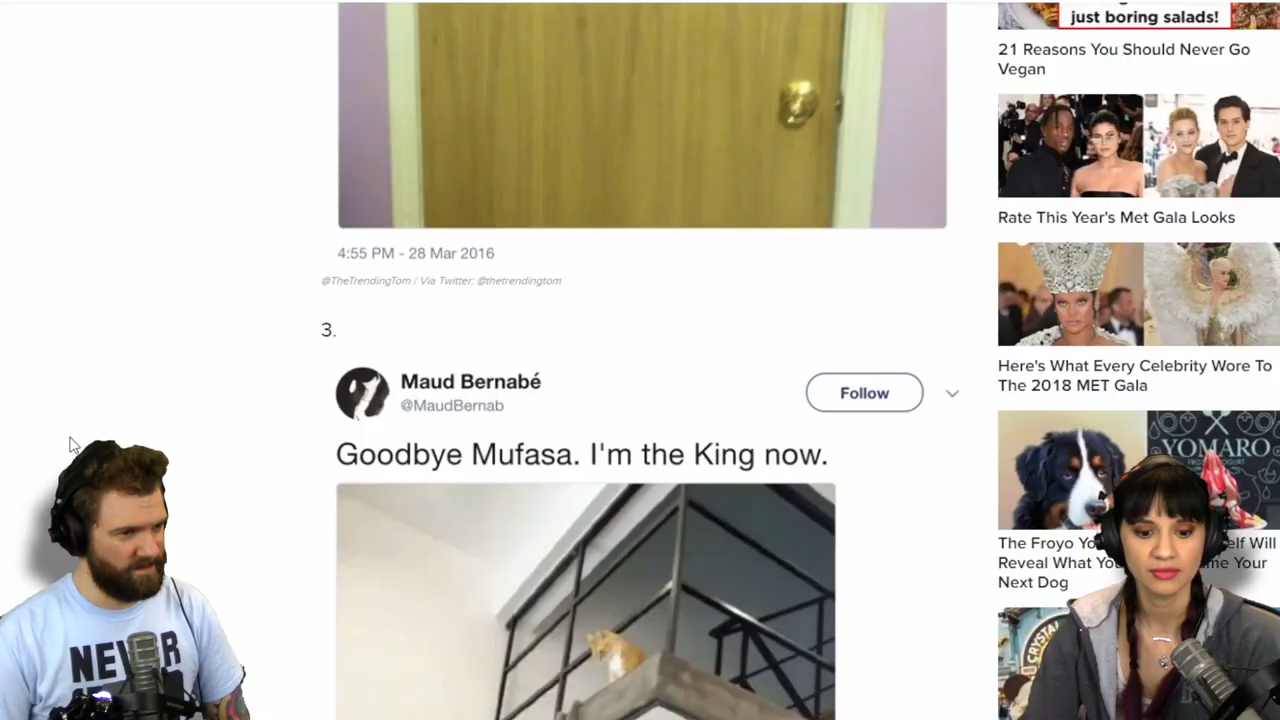 just boring salads!
21 Reasons You Should Never Go
Vegan
Rate This Year's Met Gala Looks
Here's What Every Celebrity Wore To
The 2018 MET Gala
YOMARO
The Froyo Yo
elf Will
Reveal What You
me Your
Next Dog
CRYSTA
4:55 PM - 28 Mar 2016
@TheTrendingTom / Via Twitter: @thetrendingtom
3.
Maud Bernabé
@MaudBernab
Follow
Goodbye Mufasa. I'm the King now.
NEVER